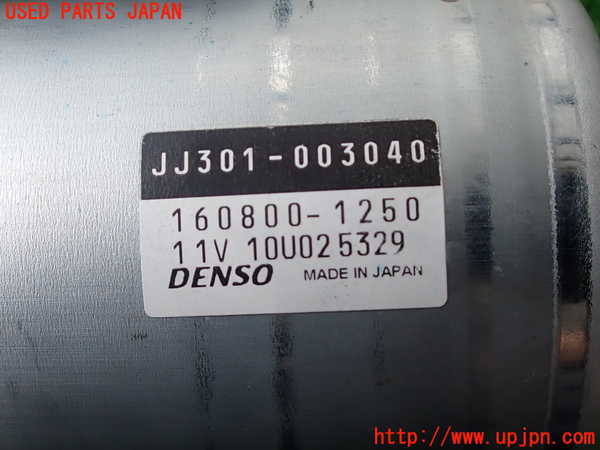 USED PARTS JAPAN
JJ301-003040
160800-1250
11V 10U025329
DENSO MADE IN JAPAN
http://www.upjpn.com/